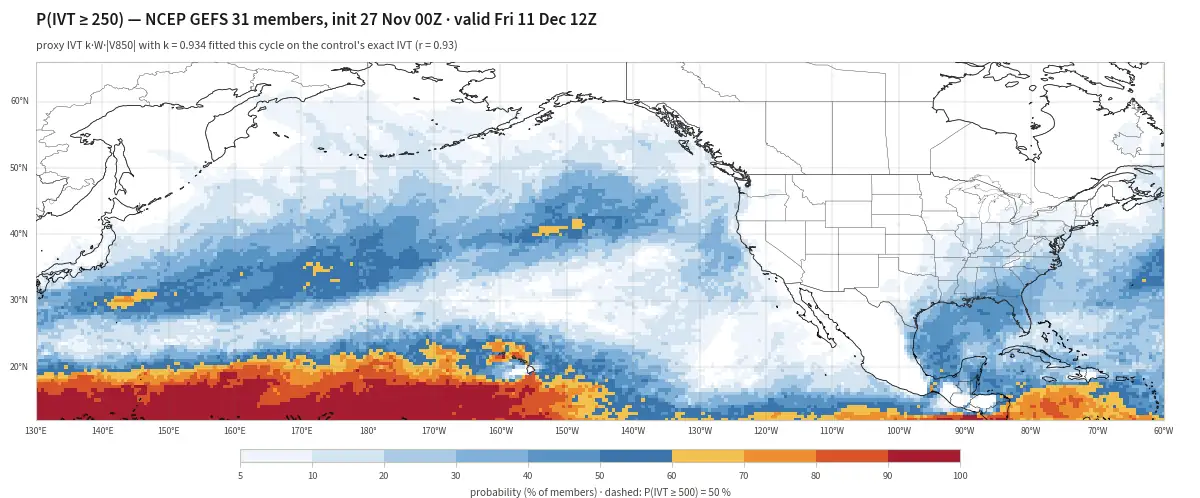 P(IVT ≥ 250) — NCEP GEFS 31 members, init 27 Nov 00Z · valid Fri 11 Dec 12Z
proxy IVT k·W·|V850| with k = 0.934 fitted this cycle on the control's exact IVT (r = 0.93)
60°N
50°N
40°N
30°N
20°N
130°E 140°E 150°E 160°E 170°E 180° 170°W 160°W 150°W 140°W 130°W 120°W 110°W 100°W 90°W 80°W 70°W 60°W
5 10 20 30 40 50 60 70 80 90 100
probability (% of members) · dashed: P(IVT ≥ 500) = 50 %